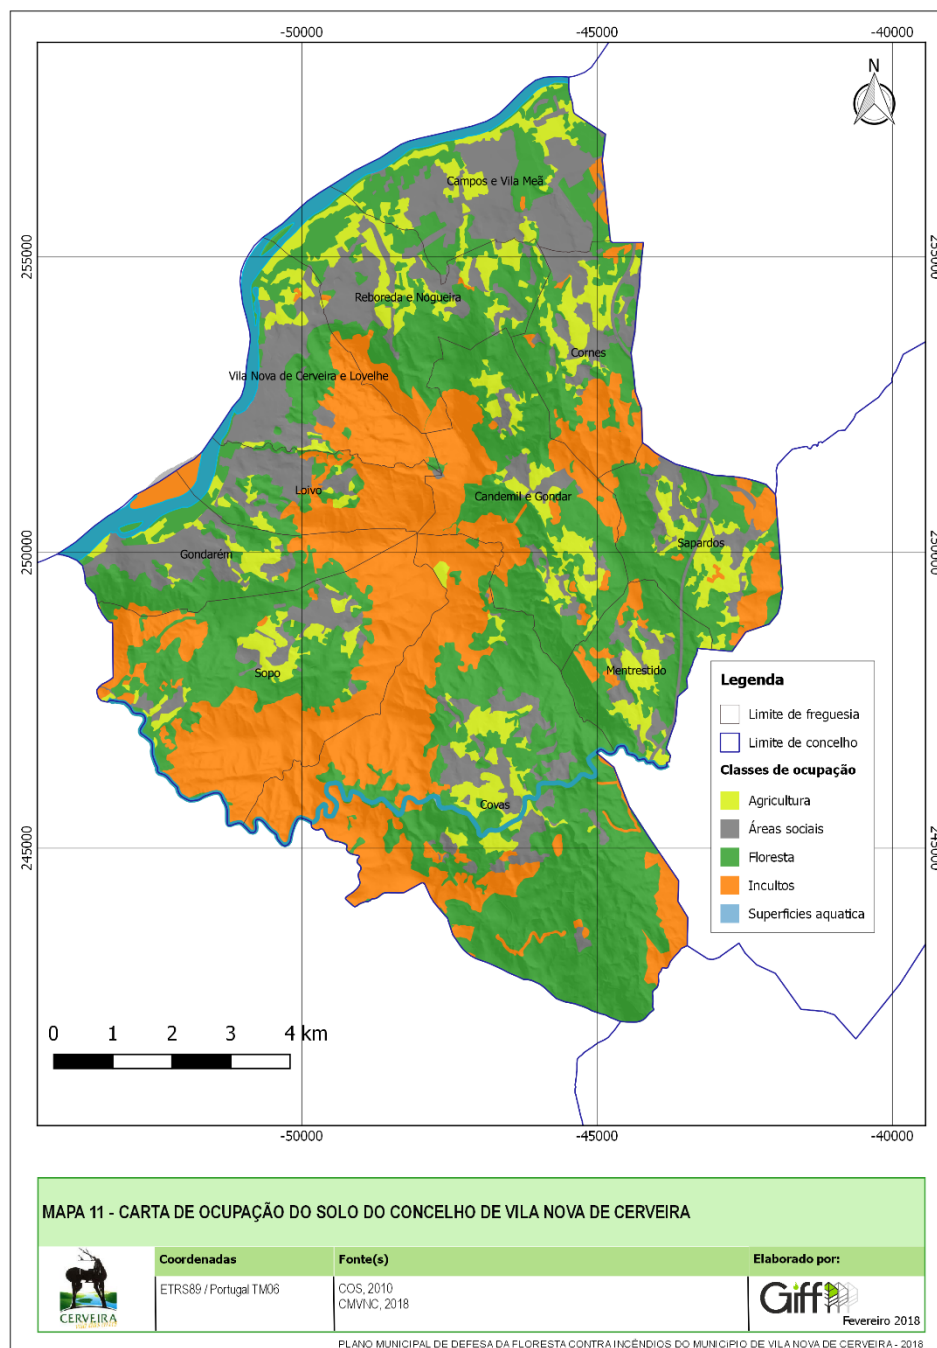 -50000
-45000
-40000
N
Campos e Vila Meã
255000
255000
Reboreda e Nogueira
Cornes
Vila Nova de Cerveira e Lovelhe
Loivo
Candemil e Gondar
Sapardos
250000
250000
Gondarém
Sopo
Mentrestido
Covas
245000
245000
Legenda
Limite de freguesia
Limite de concelho
Classes de ocupação
Agricultura
Áreas sociais
Floresta
Incultos
Superficies aquatica
0 1 2 3 4 km
-50000
-45000
-40000
MAPA 11 - CARTA DE OCUPAÇÃO DO SOLO DO CONCELHO DE VILA NOVA DE CERVEIRA
Coordenadas
Fonte(s)
Elaborado por:
ETRS89 / Portugal TM06
COS, 2010
CMVNC, 2018
CERVEIRA
Giff
Fevereiro 2018
PLANO MUNICIPAL DE DEFESA DA FLORESTA CONTRA INCÊNDIOS DO MUNICIPIO DE VILA NOVA DE CERVEIRA - 2018